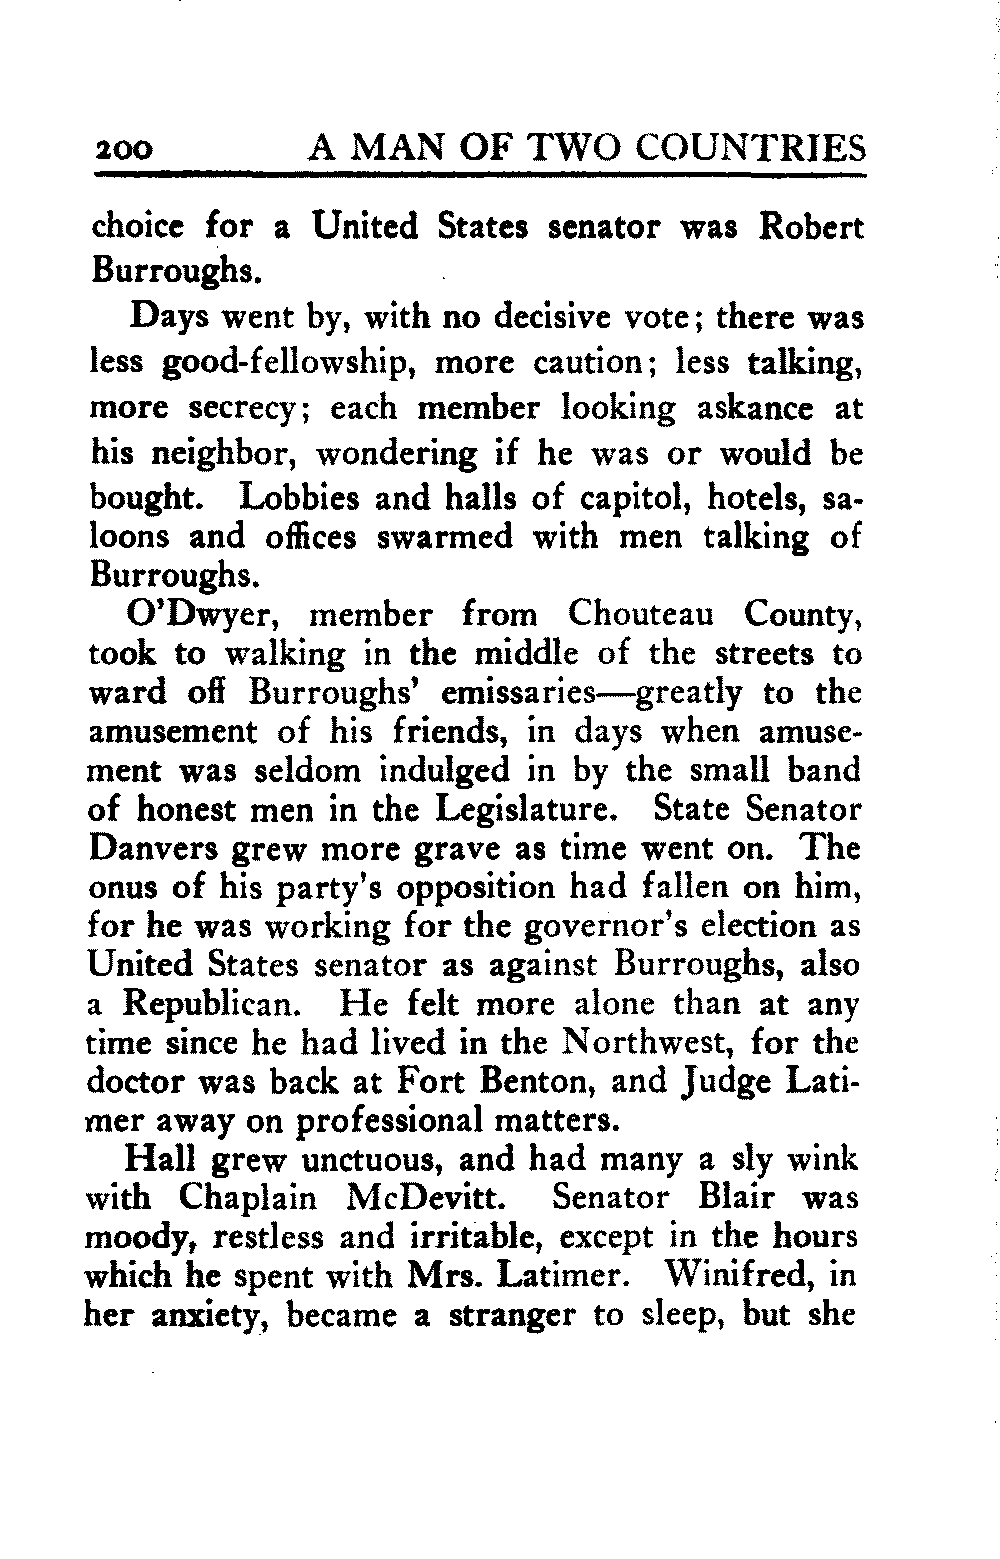 200 A MAN OF TWO COUNTRIES
choice for a United States senator was Robert
Burroughs.
Days went by, with no decisive vote; there was
less good-fellowship, more caution; less talking,
more secrecy; each member looking askance at
his neighbor, wondering if he was or would be
bought. Lobbies and halls of capitol, hotels, sa-
loons and offices swarmed with men talking of
Burroughs.
O'Dwyer, member from Chouteau County,
took to walking in the middle of the streets to
ward off Burroughs' emissaries—greatly to the
amusement of his friends, in days when amuse-
ment was seldom indulged in by the small band
of honest men in the Legislature. State Senator
Danvers grew more grave as time went on. The
onus of his party's opposition had fallen on him,
for he was working for the governor's election as
United States senator as against Burroughs, also
a Republican. He felt more alone than at any
time since he had lived in the Northwest, for the
doctor was back at Fort Benton, and Judge Lati-
mer away on professional matters.
Hall grew unctuous, and had many a sly wink
with Chaplain McDevitt. Senator Blair was
moody, restless and irritable, except in the hours
which he spent with Mrs. Latimer. Winifred, in
her anxiety, became a stranger to sleep, but she